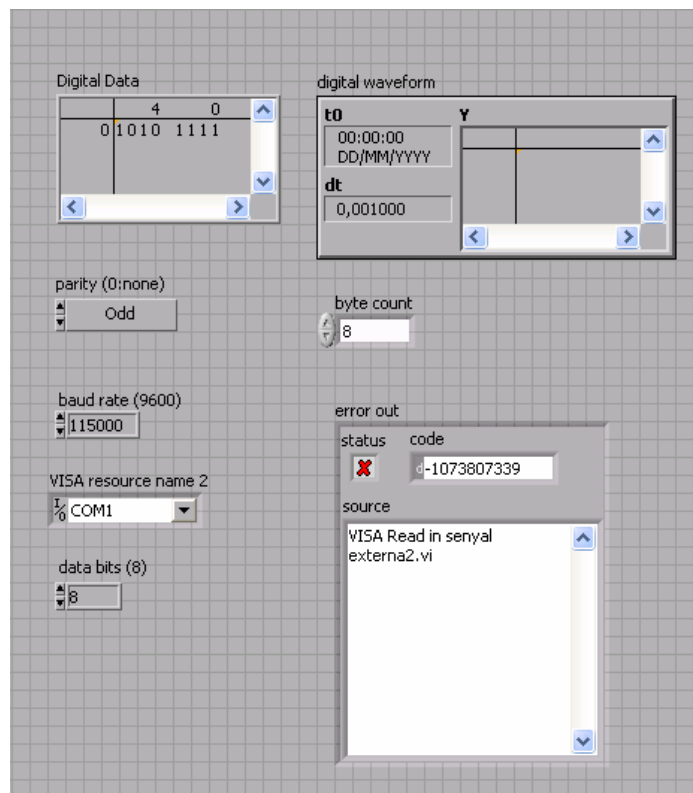 Digital Data
4 0
0 1010 1111
digital waveform
t0
00:00:00
DD/MM/YYYY
dt
0,001000
Y
parity (0:none)
Odd
byte count
8
baud rate (9600)
115000
VISA resource name 2
I/O COM1
data bits (8)
8
error out
status
code
d -1073807339
source
VISA Read in senyal
externa2.vi